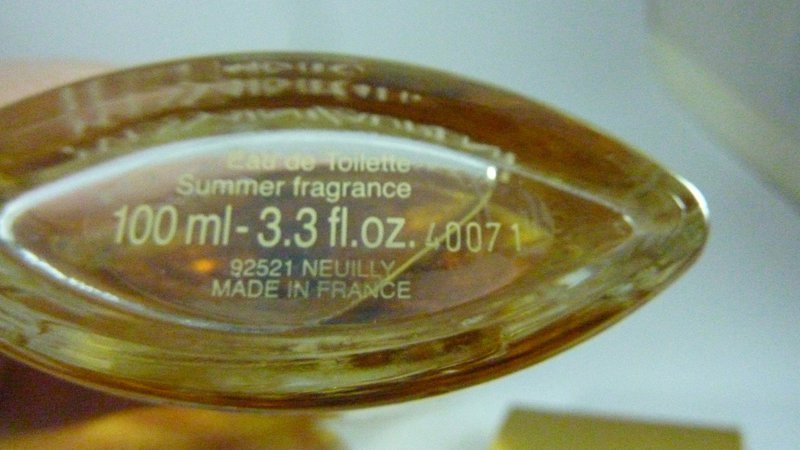 Eau de Toilette
Summer fragrance
100 ml - 3.3 fl.oz. 40071
92521 NEUILLY
MADE IN FRANCE